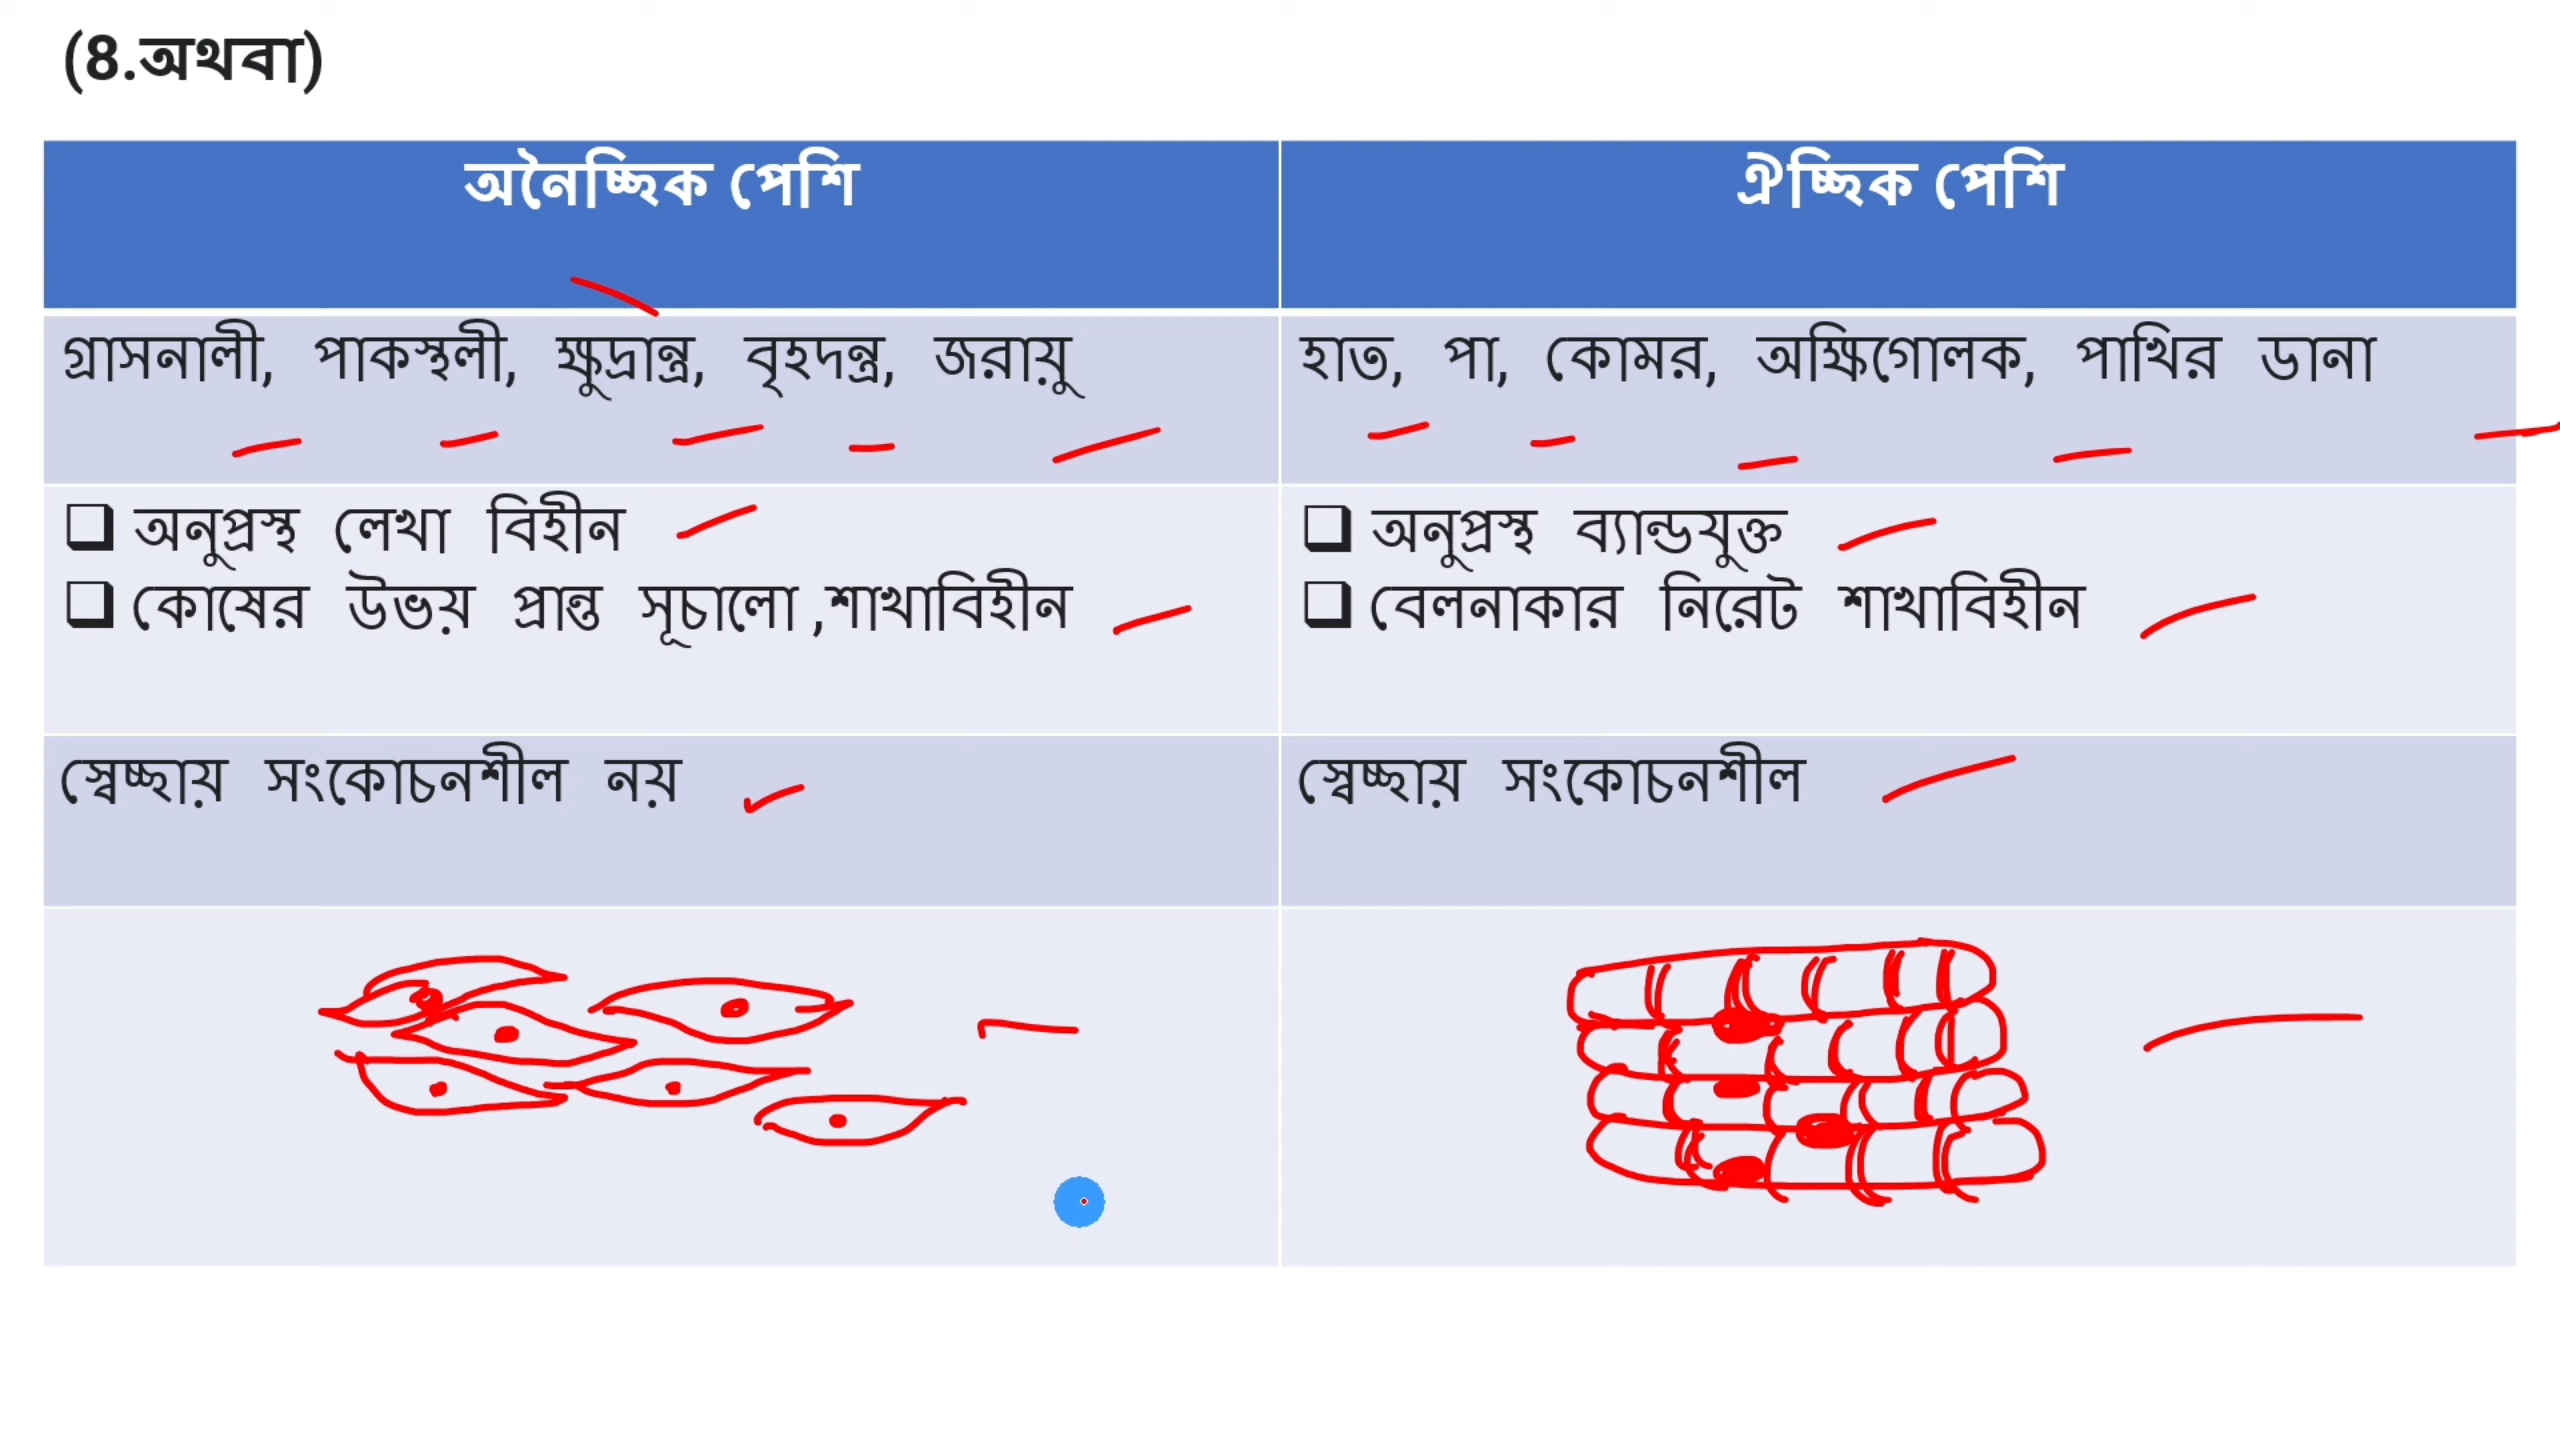 (8.অথবা)
অনৈচ্ছিক পেশি
ঐচ্ছিক পেশি
গ্রাসনালী, পাকস্থলী, ক্ষুদ্রান্ত্র, বৃহদন্ত্র, জরায়ু
হাত, পা, কোমর, অক্ষিগোলক, পাখির ডানা
অনুপ্রস্থ লেখা বিহীন
কোষের উভয় প্রান্ত সূচালো ,শাখাবিহীন
অনুপ্রস্থ ব্যান্ডযুক্ত
বেলনাকার নিরেট শাখাবিহীন
স্বেচ্ছায় সংকোচনশীল নয়
স্বেচ্ছায় সংকোচনশীল